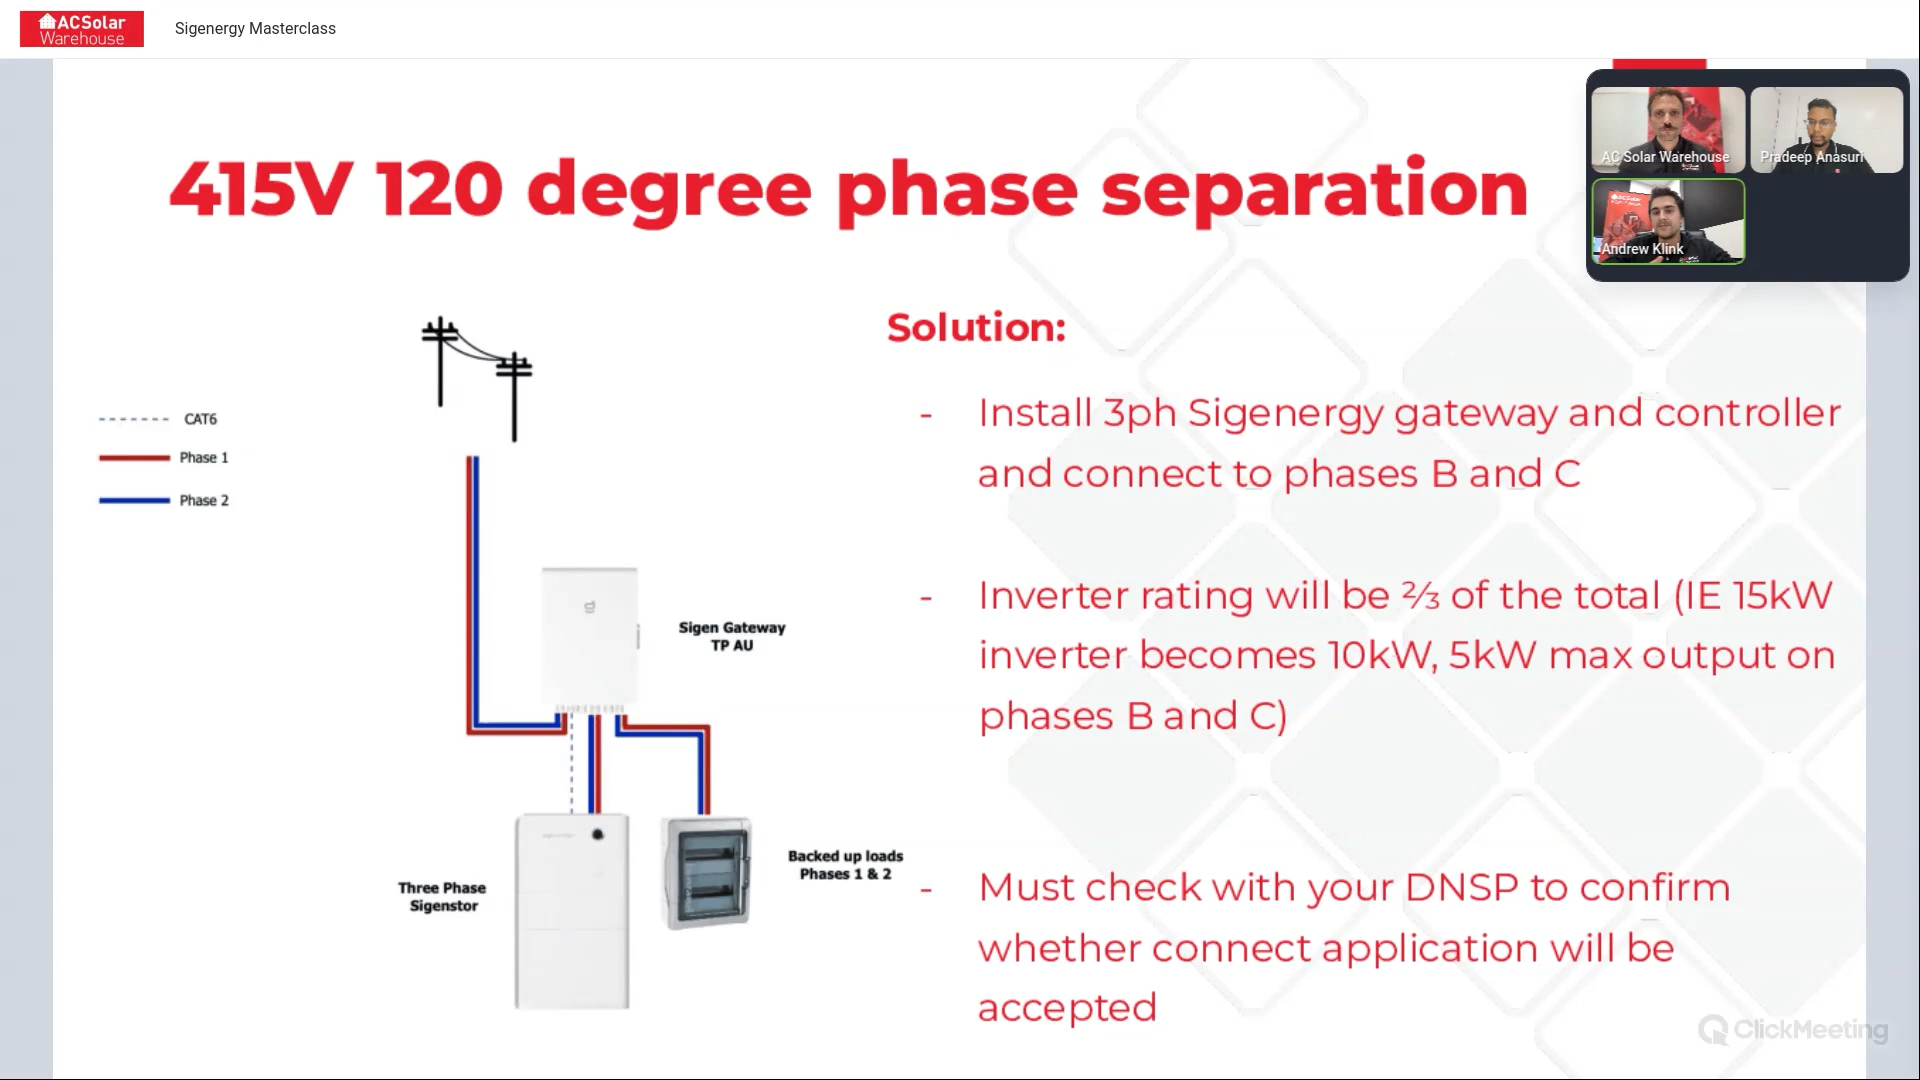 ACSolar
Warehouse
Sigenergy Masterclass
415V 120 degree phase separation
AC Solar Warehouse
Pradeep Anasuri
Andrew Klink
CAT6
Phase 1
Phase 2
Sigen Gateway
TP AU
Three Phase
Sigenstor
Backed up loads
Phases 1 & 2
Solution:
- Install 3ph Sigenergy gateway and controller
and connect to phases B and C
- Inverter rating will be ⅔ of the total (IE 15kW
inverter becomes 10kW, 5kW max output on
phases B and C)
- Must check with your DNSP to confirm
whether connect application will be
accepted
ClickMeeting